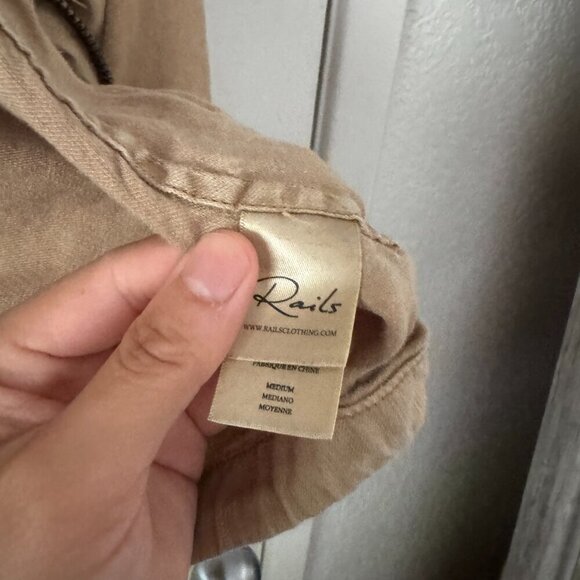 Rails
WWW.RAILSCLOTHING.COM
FABRIQUE EN CHINE
MEDIUM
MEDIANO
MOYENNE